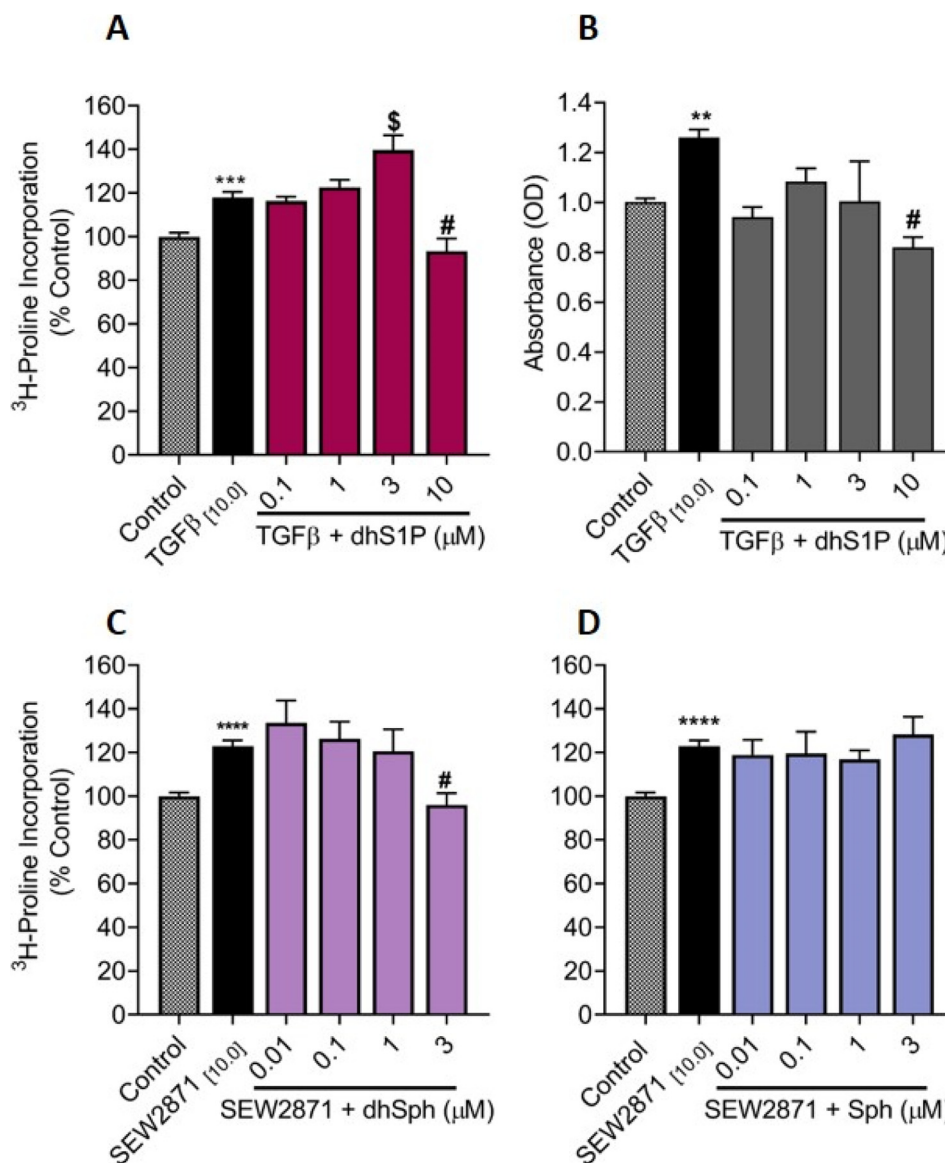 A
³H-Proline Incorporation
(% Control)
160
140
120
100
80
60
40
20
0
***
$
#
Control
TGFβ [10.0]
0.1
1
3
10
TGFβ + dhS1P (μM)
B
Absorbance (OD)
1.4
1.2
1.0
0.8
0.6
0.4
0.2
0.0
**
#
Control
TGFβ [10.0]
0.1
1
3
10
TGFβ + dhS1P (μM)
C
³H-Proline Incorporation
(% Control)
160
140
120
100
80
60
40
20
0
****
#
Control
SEW2871 [10.0]
0.01
0.1
1
3
SEW2871 + dhSph (μM)
D
160
140
120
100
80
60
40
20
0
****
Control
SEW2871 [10.0]
0.01
0.1
1
3
SEW2871 + Sph (μM)